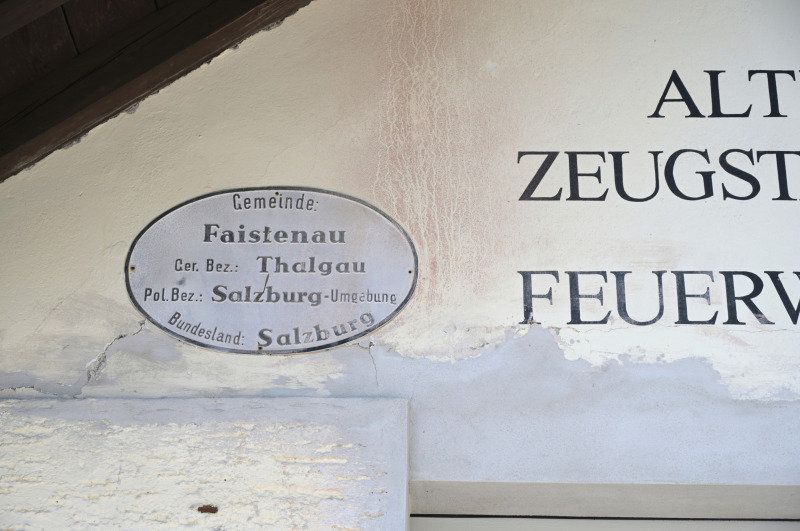 Gemeinde:
Faistenau
Ger. Bez.: Thalgau
Pol. Bez.: Salzburg-Umgebung
Bundesland: Salzburg
ALT
ZEUGST
FEUERW